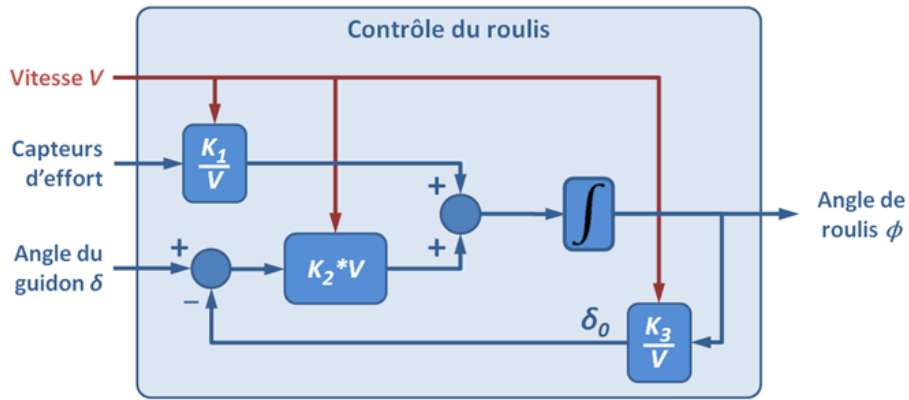 Contrôle du roulis
Vitesse V
K1
V
Capteurs
d'effort
+
Angle de
roulis ϕ
∫
+
+
Angle du
guidon δ
K2*V
−
δ0
K3
V